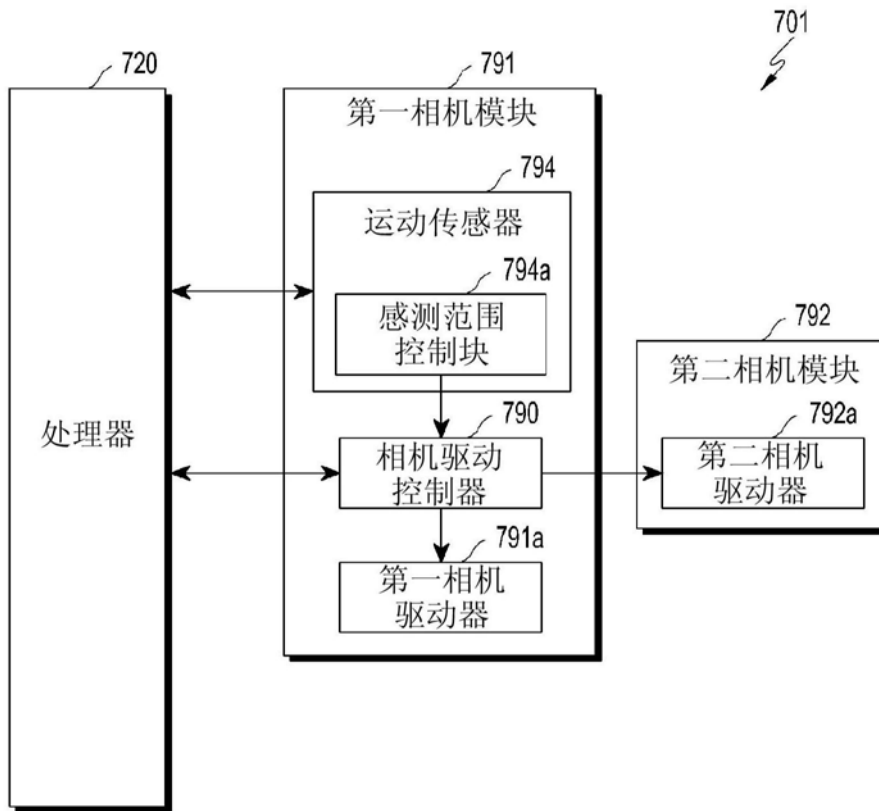 701
720
处理器
791
第一相机模块
794
运动传感器
794a
感测范围
控制块
790
相机驱动
控制器
791a
第一相机
驱动器
792
第二相机模块
792a
第二相机
驱动器